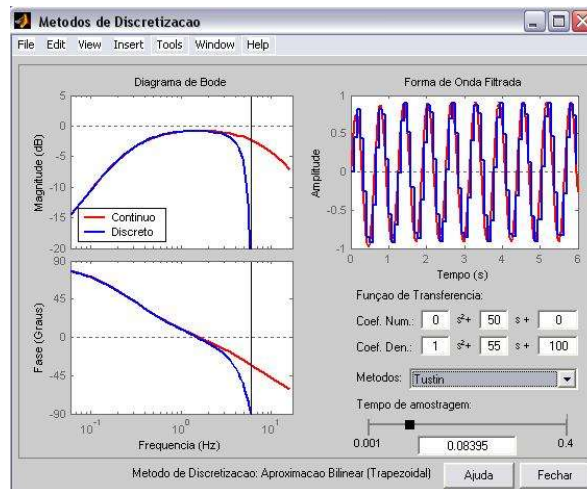 Metodos de Discretizacao
File Edit View Insert Tools Window Help
Diagrama de Bode
Magnitude (dB)
5
0
-5
-10
-15
-20
Continuo
Discreto
Fase (Graus)
90
45
0
-45
-90
10⁻¹ 10⁰ 10¹
Frequencia (Hz)
Forma de Onda Filtrada
Amplitude
1
0.5
0
-0.5
-1
0 1 2 3 4 5 6
Tempo (s)
Funçao de Transferencia:
Coef. Num.: 0 s²+ 50 s + 0
Coef. Den.: 1 s²+ 55 s + 100
Metodos: Tustin
Tempo de amostragem:
0.001 0.08395 0.4
Metodo de Discretizacao: Aproximacao Bilinear (Trapezoidal) Ajuda Fechar